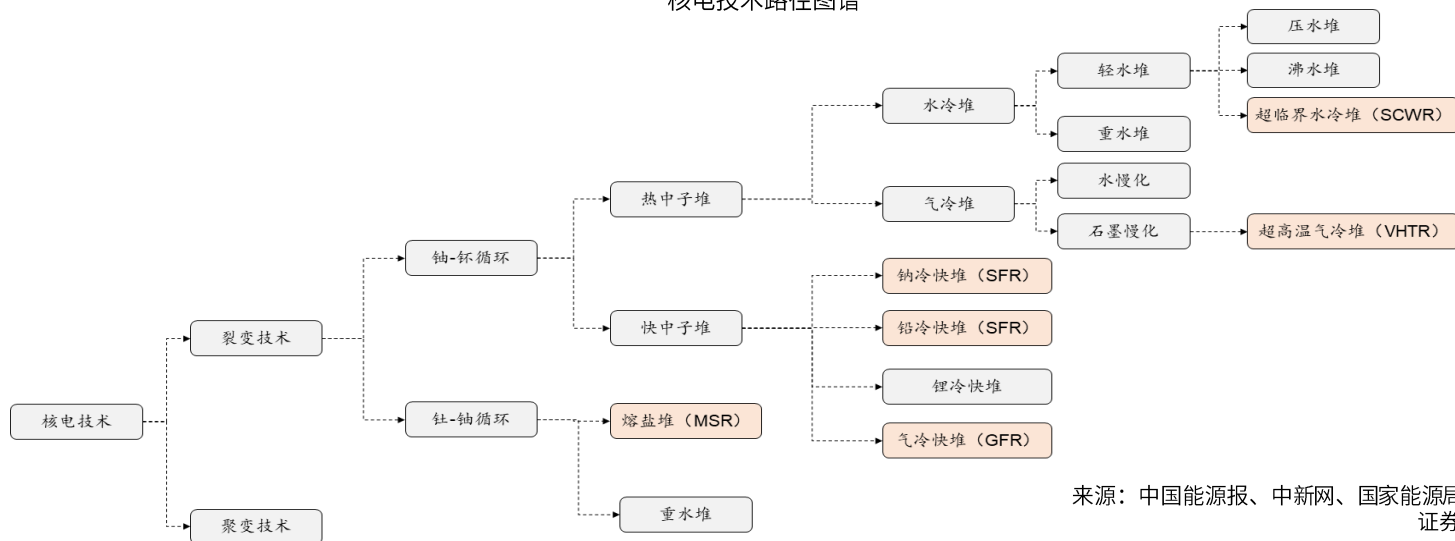 核电技术路径图谱
压水堆
轻水堆
沸水堆
水冷堆
超临界水冷堆（SCWR）
重水堆
水慢化
热中子堆
气冷堆
石墨慢化
超高温气冷堆（VHTR）
铀-钚循环
钠冷快堆（SFR）
裂变技术
快中子堆
铅冷快堆（SFR）
锂冷快堆
核电技术
钍-铀循环
熔盐堆（MSR）
气冷快堆（GFR）
重水堆
聚变技术
来源：中国能源报、中新网、国家能源局
证券